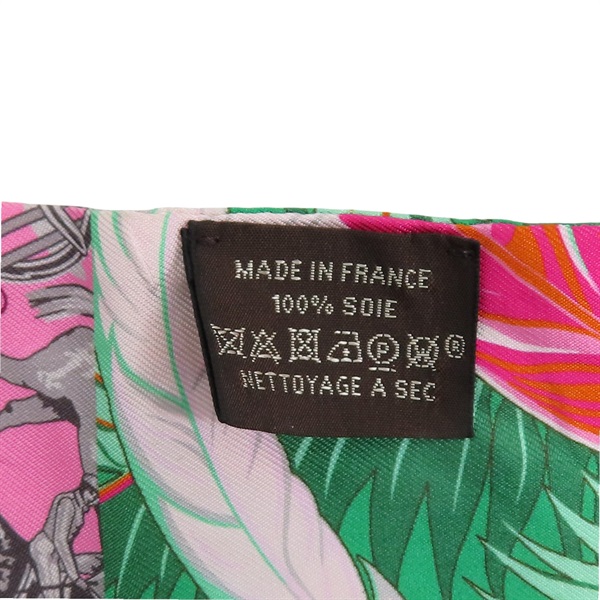 MADE IN FRANCE
100% SOIE
P W ®
NETTOYAGE A SEC